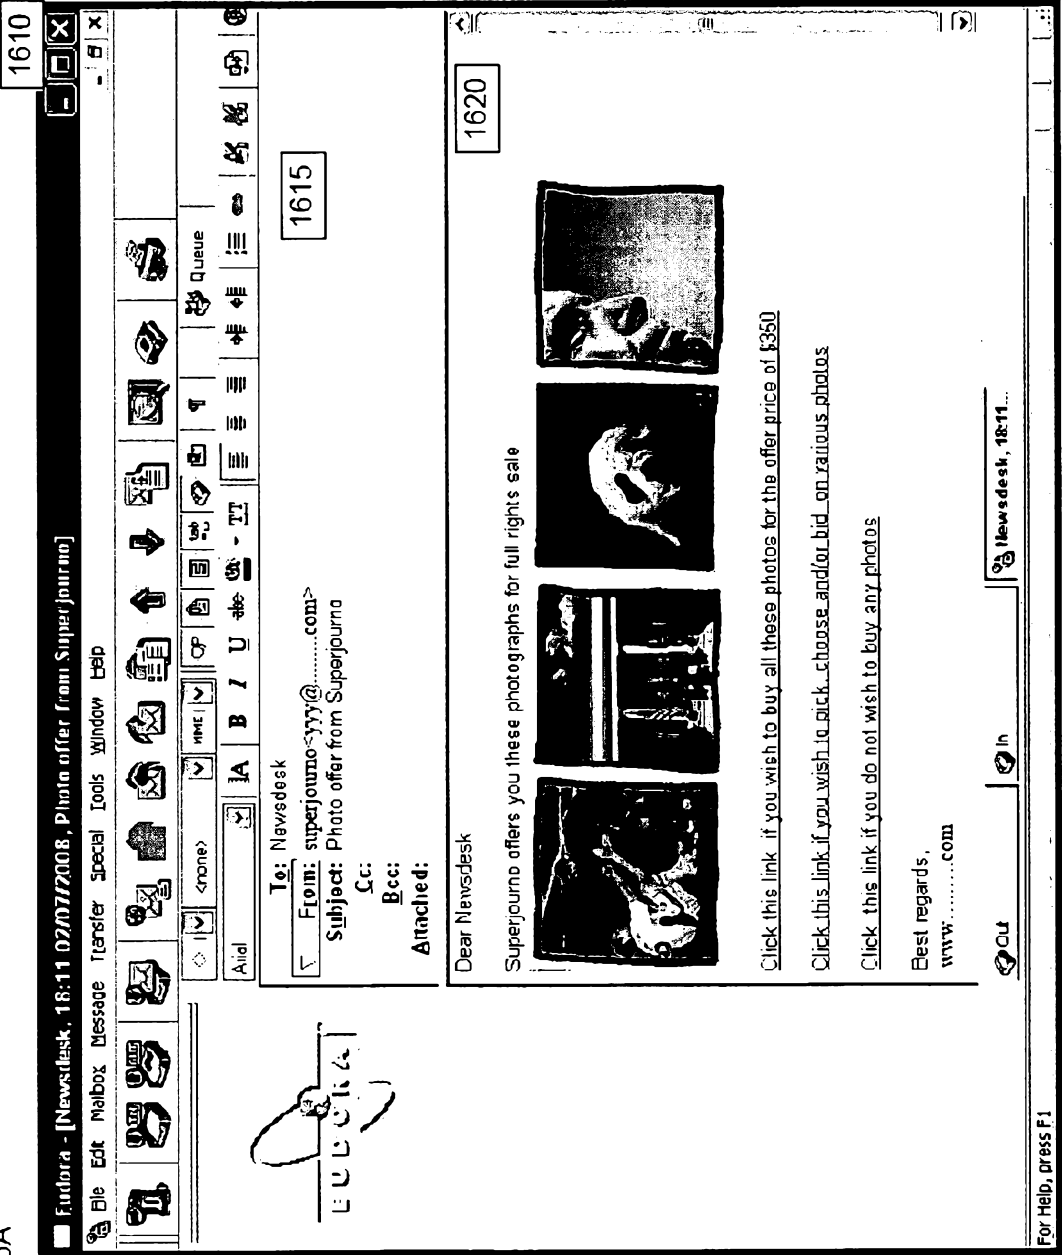 1610
Eudora - [Newsdesk, 18:11 02/07/2008, Photo offer from Superjourno]
File Edit Mailbox Message Transfer Special Tools Window Help
<none> MIME QP Queue
Arial A B I U abc TT
EUDORA
To: Newsdesk
From: superjourno<yyy@..........com>
Subject: Photo offer from Superjourno
Cc:
Bcc:
Attached:
1615
1620
Dear Newsdesk
Superjourno offers you these photographs for full rights sale
Click this link if you wish to buy all these photos for the offer price of $350
Click this link if you wish to pick, choose and/or bid on various photos
Click this link if you do not wish to buy any photos
Best regards,
www..........com
Out In Newsdesk, 18:11...
For Help, press F1